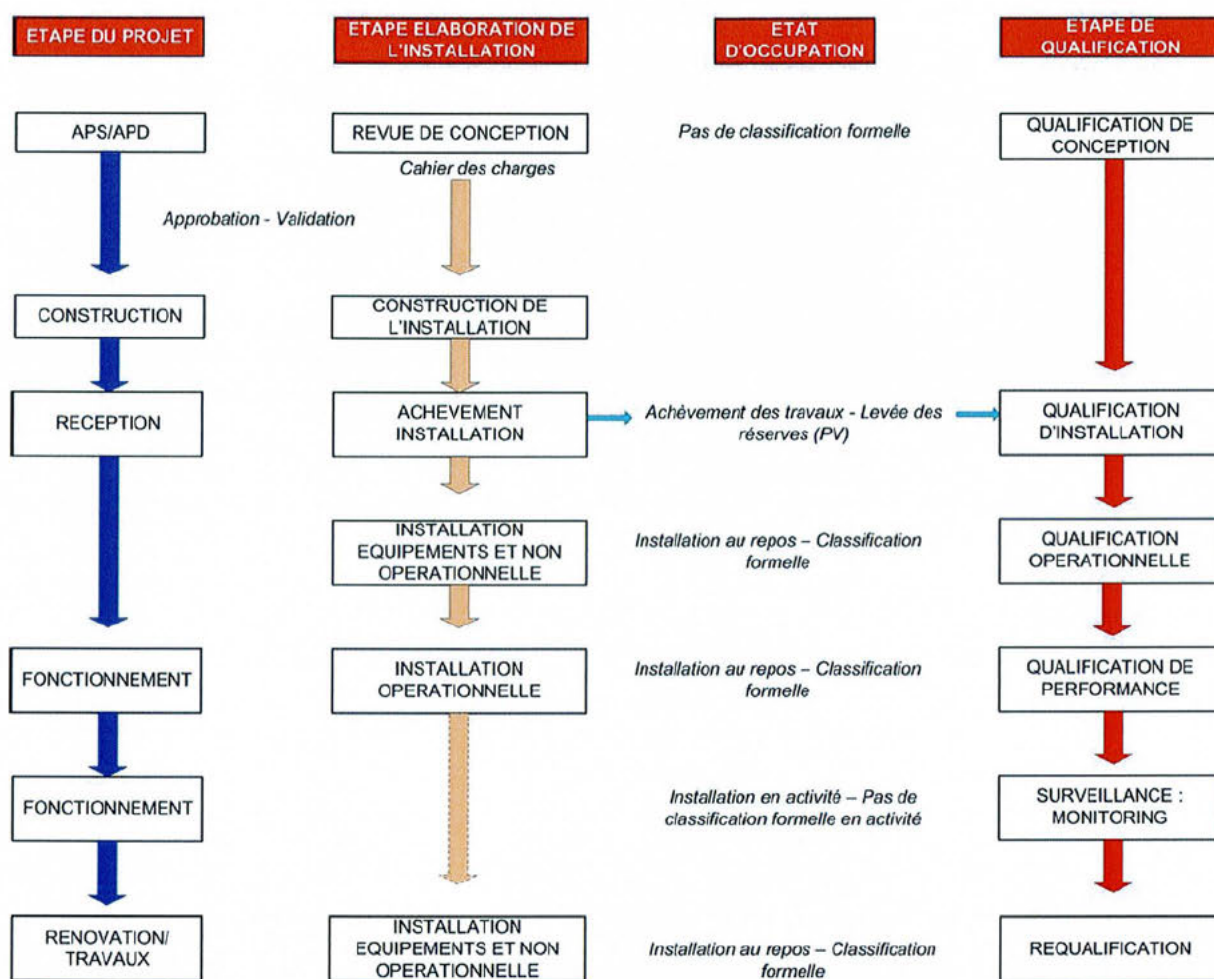 ETAPE DU PROJET
ETAPE ELABORATION DE
L'INSTALLATION
ETAT
D'OCCUPATION
ETAPE DE
QUALIFICATION
APS/APD
REVUE DE CONCEPTION
Pas de classification formelle
QUALIFICATION DE
CONCEPTION
Cahier des charges
Approbation - Validation
CONSTRUCTION
CONSTRUCTION DE
L'INSTALLATION
RECEPTION
ACHEVEMENT
INSTALLATION
Achèvement des travaux - Levée des
réserves (PV)
QUALIFICATION
D'INSTALLATION
INSTALLATION
EQUIPEMENTS ET NON
OPERATIONNELLE
Installation au repos – Classification
formelle
QUALIFICATION
OPERATIONNELLE
FONCTIONNEMENT
INSTALLATION
OPERATIONNELLE
Installation au repos – Classification
formelle
QUALIFICATION DE
PERFORMANCE
FONCTIONNEMENT
Installation en activité – Pas de
classification formelle en activité
SURVEILLANCE :
MONITORING
RENOVATION/
TRAVAUX
INSTALLATION
EQUIPEMENTS ET NON
OPERATIONNELLE
Installation au repos – Classification
formelle
REQUALIFICATION